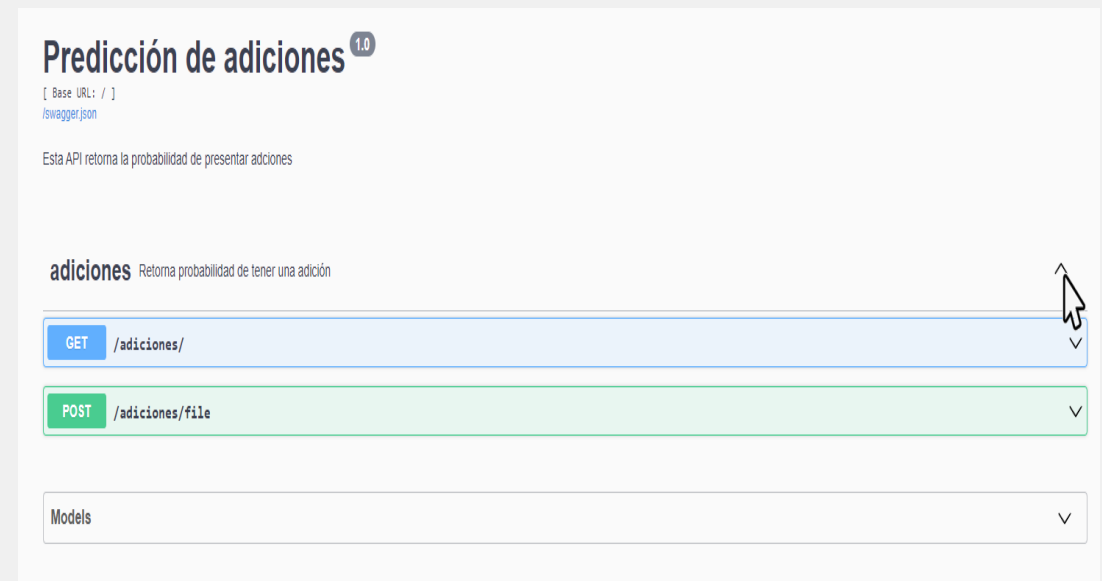 Predicción de adiciones 1.0
[ Base URL: / ]
/swagger.json
Esta API retorna la probabilidad de presentar adciones
adiciones Retorna probabilidad de tener una adición
GET /adiciones/
POST /adiciones/file
Models